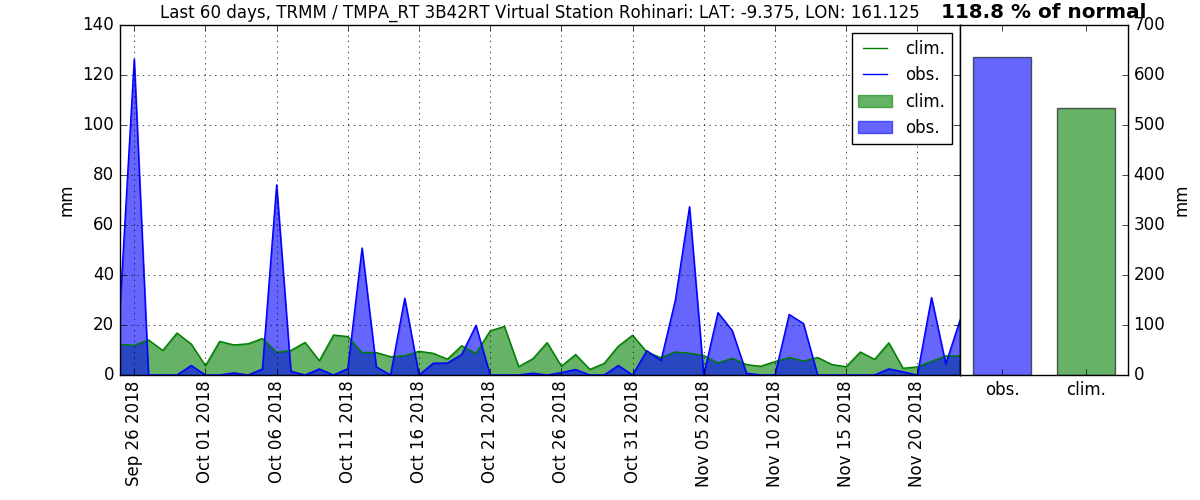 Last 60 days, TRMM / TMPA_RT 3B42RT Virtual Station Rohinari: LAT: -9.375, LON: 161.125
118.8 % of normal
140
120
100
80
60
40
20
0
mm
clim.
obs.
clim.
obs.
700
600
500
400
300
200
100
0
mm
obs.
clim.
Sep 26 2018
Oct 01 2018
Oct 06 2018
Oct 11 2018
Oct 16 2018
Oct 21 2018
Oct 26 2018
Oct 31 2018
Nov 05 2018
Nov 10 2018
Nov 15 2018
Nov 20 2018